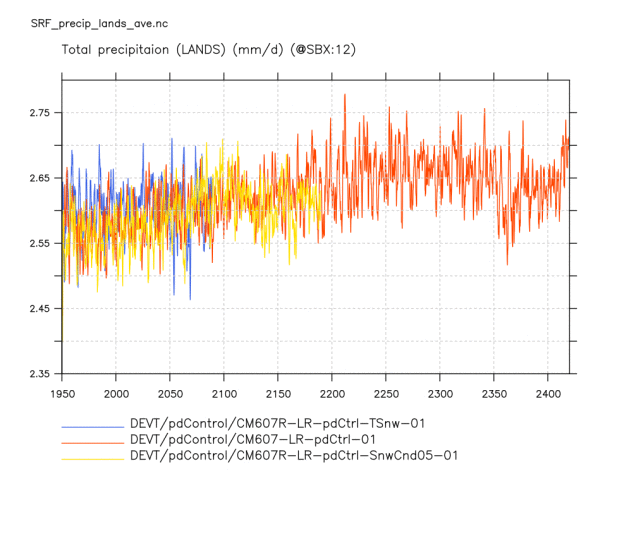 SRF_precip_lands_ave.nc
Total precipitaion (LANDS) (mm/d) (@SBX:12)
2.75
2.65
2.55
2.45
2.35
1950 2000 2050 2100 2150 2200 2250 2300 2350 2400
DEVT/pdControl/CM607R-LR-pdCtrl-TSnw-01
DEVT/pdControl/CM607-LR-pdCtrl-01
DEVT/pdControl/CM607R-LR-pdCtrl-SnwCnd05-01